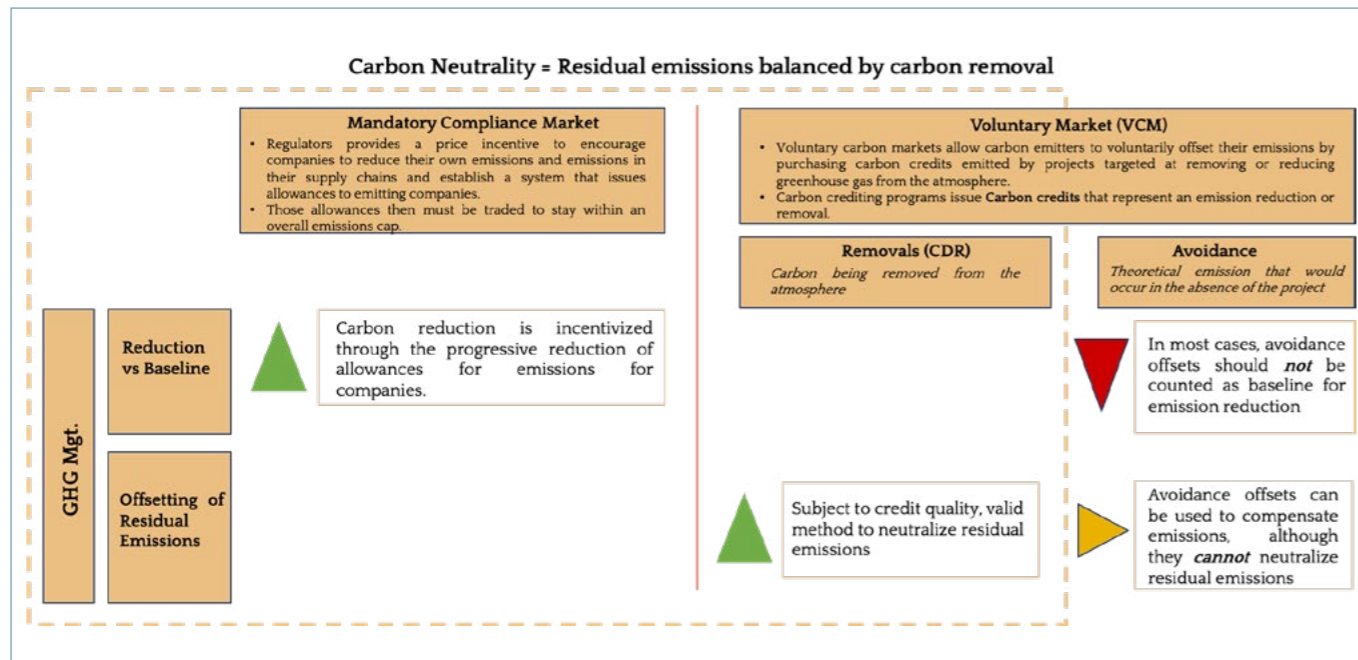 Carbon Neutrality = Residual emissions balanced by carbon removal
Mandatory Compliance Market
• Regulators provides a price incentive to encourage
companies to reduce their own emissions and emissions in
their supply chains and establish a system that issues
allowances to emitting companies.
• Those allowances then must be traded to stay within an
overall emissions cap.
Voluntary Market (VCM)
• Voluntary carbon markets allow carbon emitters to voluntarily offset their emissions by
purchasing carbon credits emitted by projects targeted at removing or reducing
greenhouse gas from the atmosphere.
• Carbon crediting programs issue Carbon credits that represent an emission reduction or
removal.
Removals (CDR)
Carbon being removed from the
atmosphere
Avoidance
Theoretical emission that would
occur in the absence of the project
GHG Mgt.
Reduction
vs Baseline
Carbon reduction is incentivized
through the progressive reduction of
allowances for emissions for
companies.
In most cases, avoidance
offsets should not be
counted as baseline for
emission reduction
Offsetting of
Residual
Emissions
Subject to credit quality, valid
method to neutralize residual
emissions
Avoidance offsets can
be used to compensate
emissions, although
they cannot neutralize
residual emissions